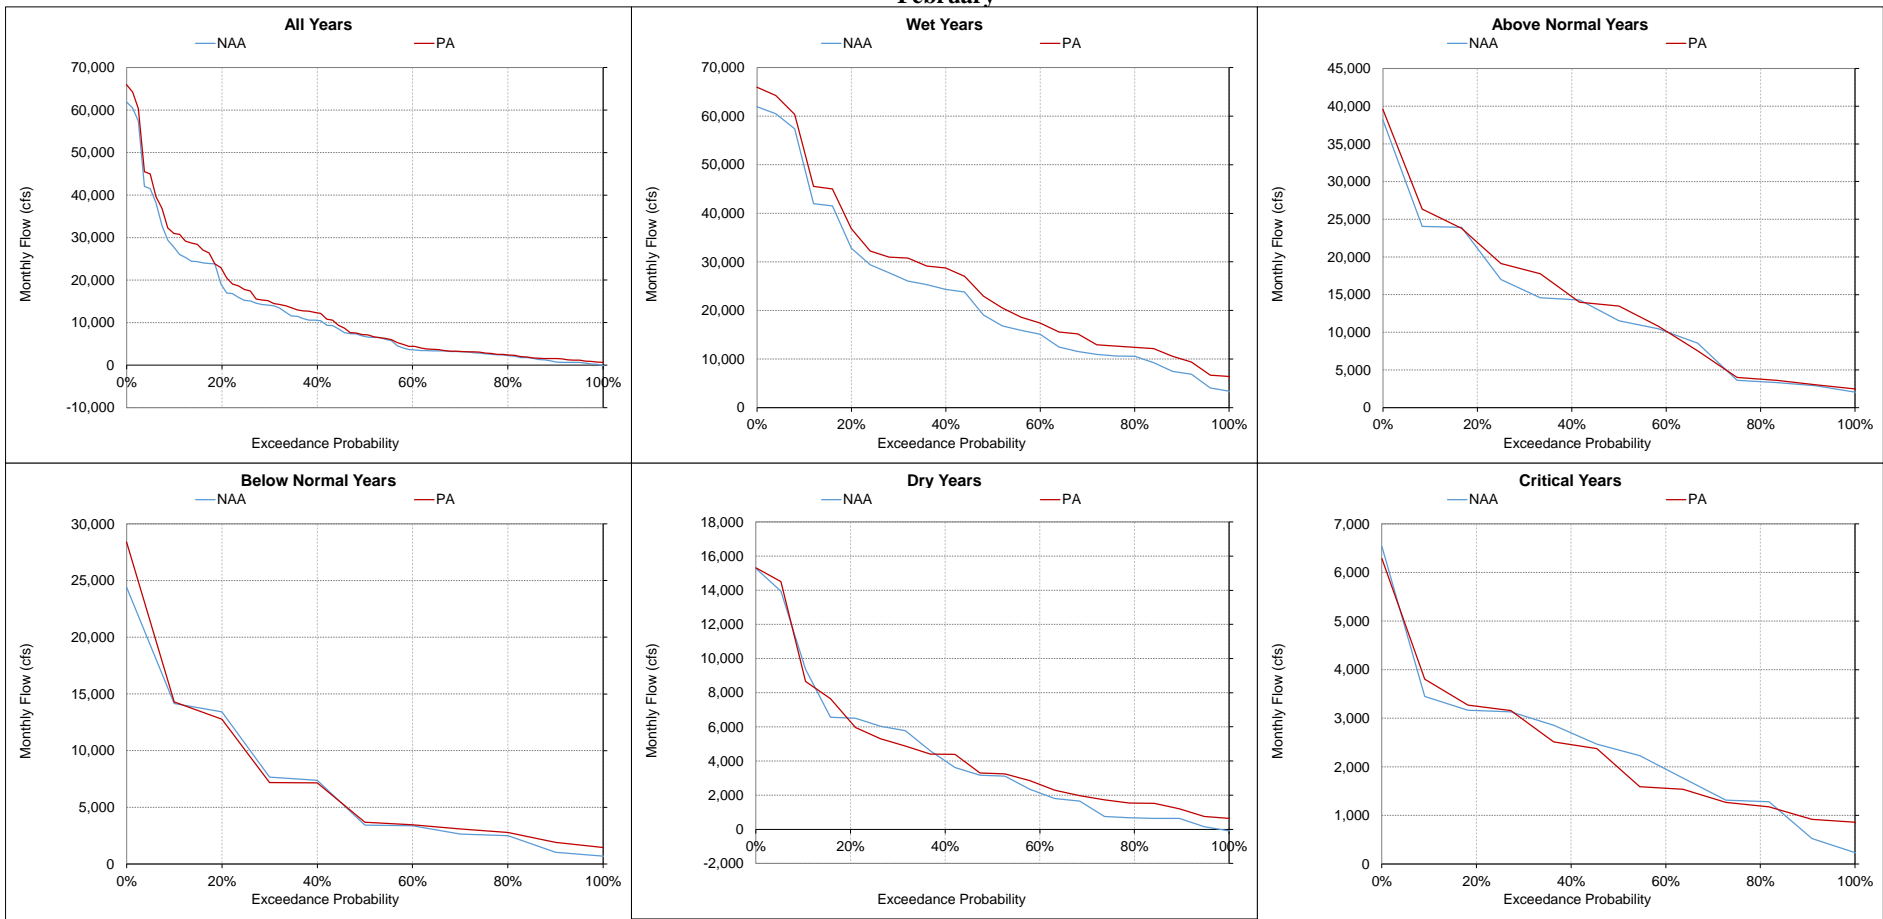 February
All Years
NAA PA
70,000
60,000
50,000
40,000
30,000
20,000
10,000
0
-10,000
0% 20% 40% 60% 80% 100%
Monthly Flow (cfs)
Exceedance Probability
Wet Years
NAA PA
70,000
60,000
50,000
40,000
30,000
20,000
10,000
0
0% 20% 40% 60% 80% 100%
Monthly Flow (cfs)
Exceedance Probability
Above Normal Years
NAA PA
45,000
40,000
35,000
30,000
25,000
20,000
15,000
10,000
5,000
0
0% 20% 40% 60% 80% 100%
Monthly Flow (cfs)
Exceedance Probability
Below Normal Years
NAA PA
30,000
25,000
20,000
15,000
10,000
5,000
0
0% 20% 40% 60% 80% 100%
Monthly Flow (cfs)
Exceedance Probability
Dry Years
NAA PA
18,000
16,000
14,000
12,000
10,000
8,000
6,000
4,000
2,000
0
-2,000
0% 20% 40% 60% 80% 100%
Monthly Flow (cfs)
Exceedance Probability
Critical Years
NAA PA
7,000
6,000
5,000
4,000
3,000
2,000
1,000
0
0% 20% 40% 60% 80% 100%
Monthly Flow (cfs)
Exceedance Probability